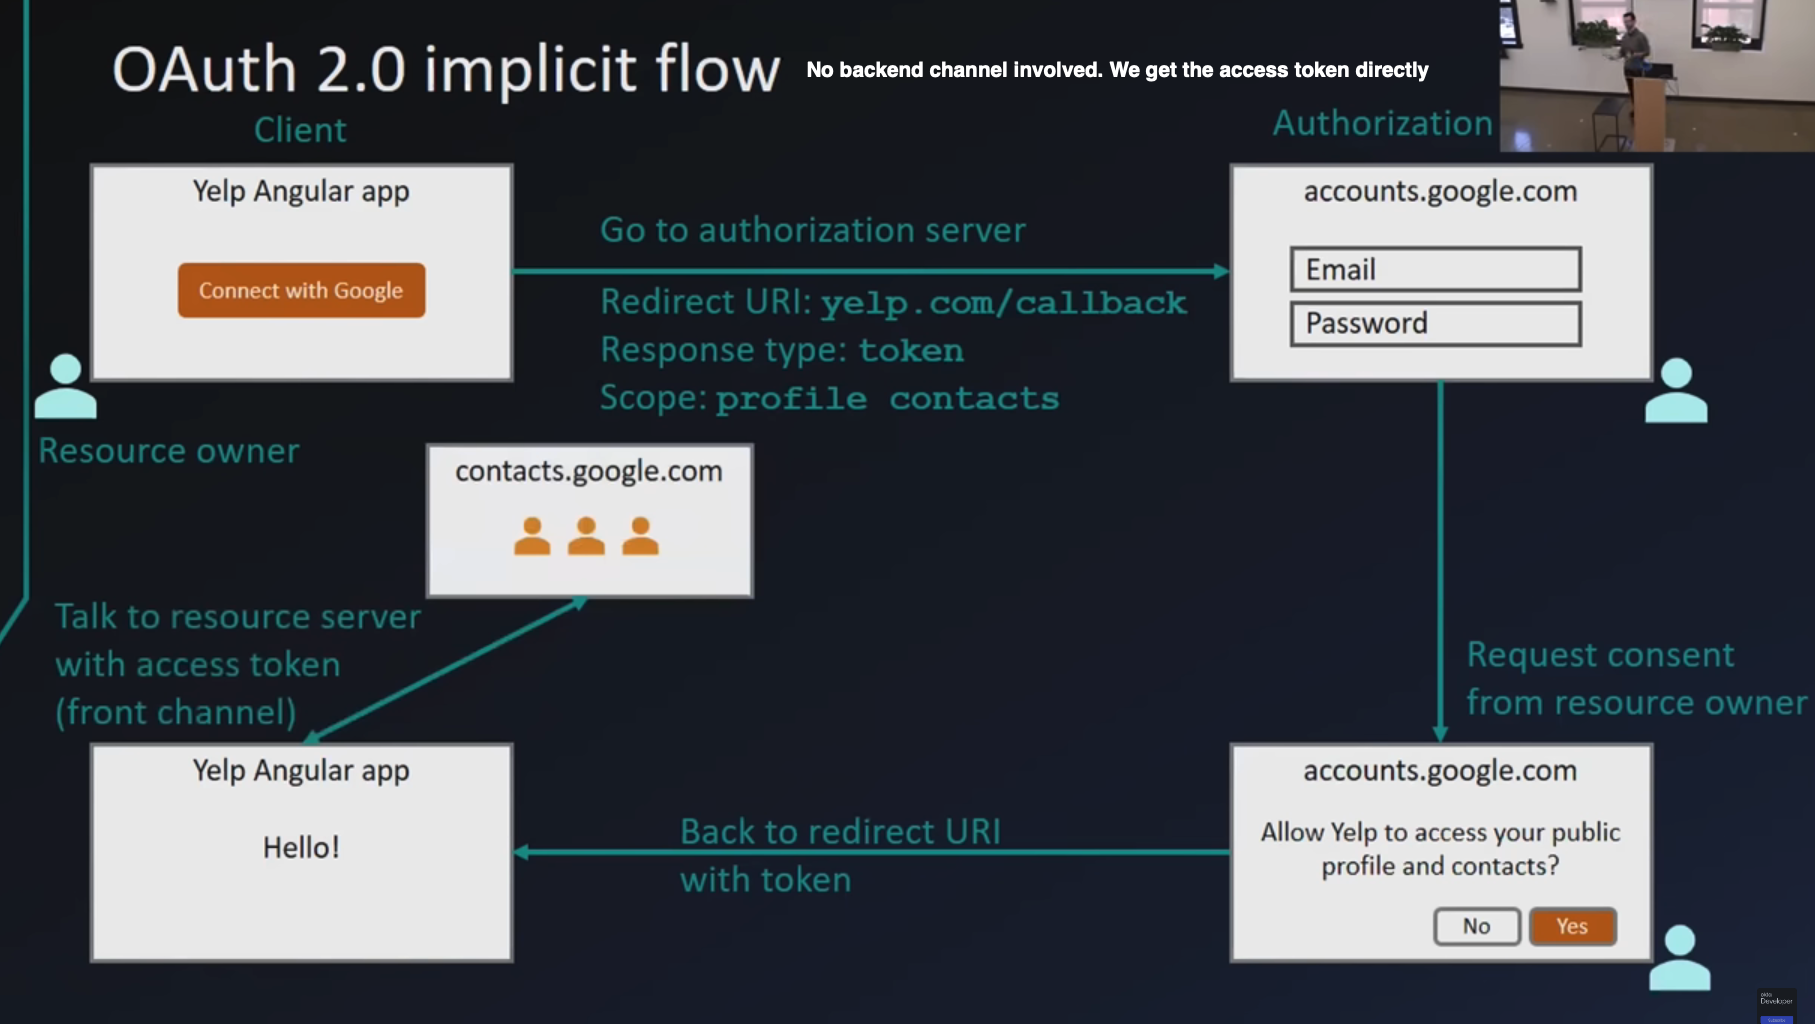 OAuth 2.0 implicit flow
No backend channel involved. We get the access token directly
Client
Authorization
Yelp Angular app
Connect with Google
Go to authorization server
Redirect URI: yelp.com/callback
Response type: token
Scope: profile contacts
accounts.google.com
Email
Password
Resource owner
contacts.google.com
Talk to resource server
with access token
(front channel)
Request consent
from resource owner
Yelp Angular app
Hello!
Back to redirect URI
with token
accounts.google.com
Allow Yelp to access your public
profile and contacts?
No
Yes
okta
Developer